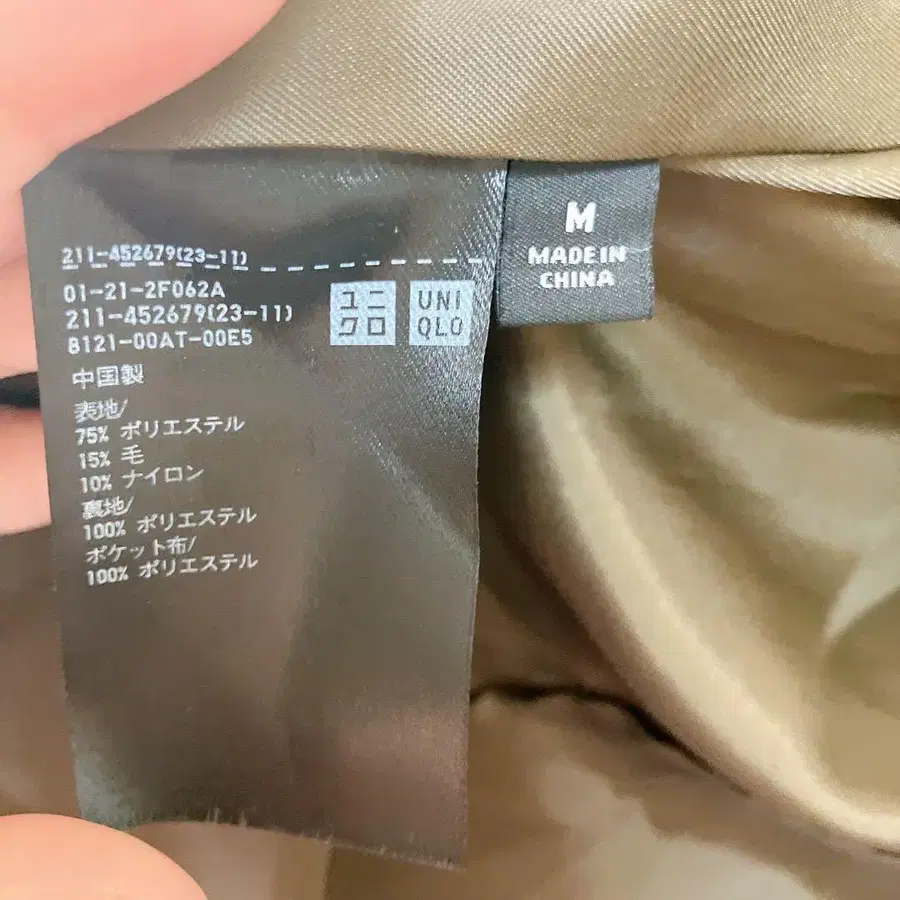 211-452679(23-11)
01-21-2F062A
211-452679(23-11)
8121-00AT-00E5
ユニ
クロ
UNI
QLO
中国製
表地/
75% ポリエステル
15% 毛
10% ナイロン
裏地/
100% ポリエステル
ポケット布/
100% ポリエステル
M
MADE IN
CHINA